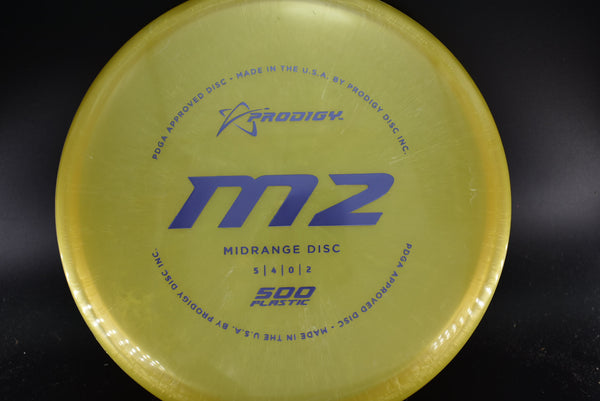 PDGA APPROVED DISC - MADE IN THE U.S.A. BY PRODIGY DISC INC.
PRODIGY
M2
MIDRANGE DISC
5 | 4 | 0 | 2
500
PLASTIC
PDGA APPROVED DISC - MADE IN THE U.S.A. BY PRODIGY DISC INC.